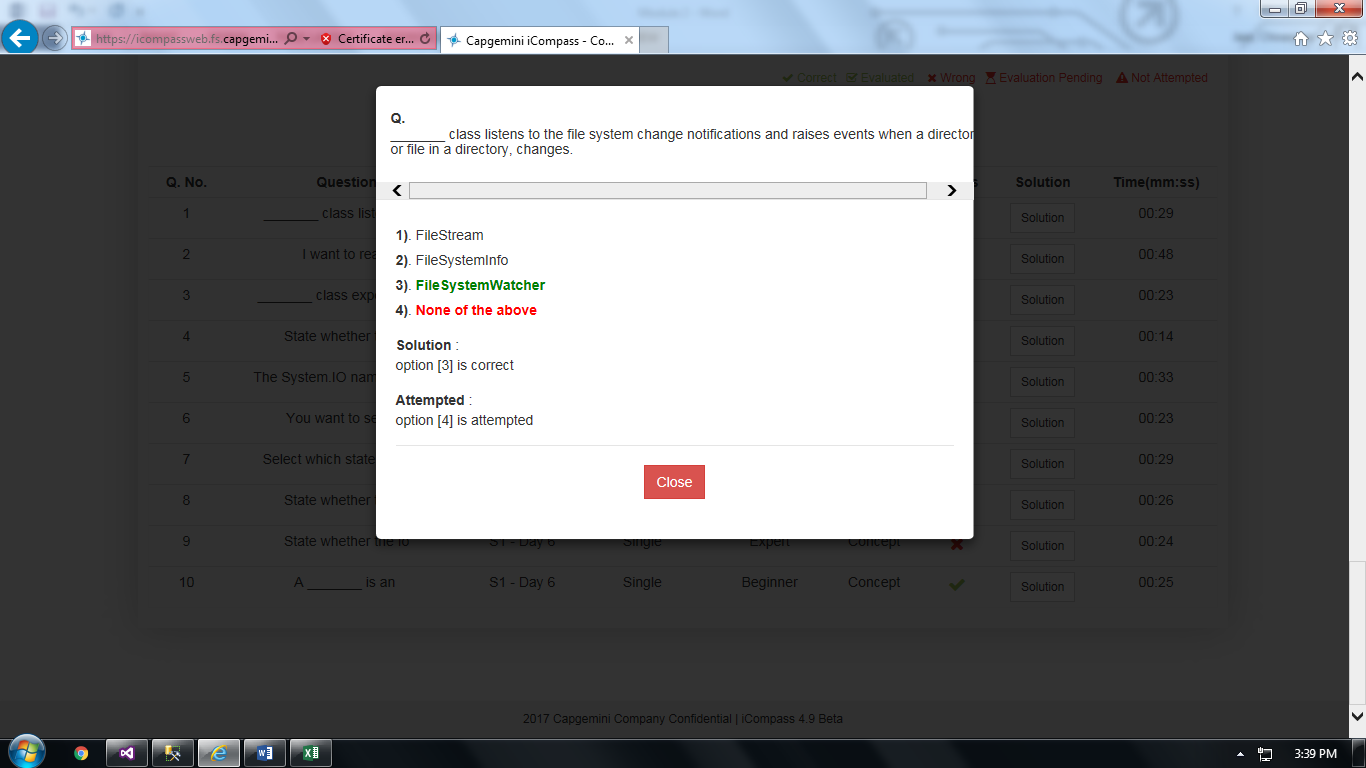 https://icompassweb.fs.capgemi...
Certificate er...
Capgemini iCompass - Co...
Correct Evaluated Wrong Evaluation Pending Not Attempted
Q.
_______ class listens to the file system change notifications and raises events when a director
or file in a directory, changes.
1). FileStream
2). FileSystemInfo
3). FileSystemWatcher
4). None of the above
Solution :
option [3] is correct
Attempted :
option [4] is attempted
Close
Q. No. Question Solution Time(mm:ss)
1 _______ class list Solution 00:29
2 I want to rea Solution 00:48
3 _______ class exp Solution 00:23
4 State whether Solution 00:14
5 The System.IO nam Solution 00:33
6 You want to se Solution 00:23
7 Select which state Solution 00:29
8 State whether Solution 00:26
9 State whether the fo S1 - Day 6 Single Expert Concept Solution 00:24
10 A _______ is an S1 - Day 6 Single Beginner Concept Solution 00:25
2017 Capgemini Company Confidential | iCompass 4.9 Beta
3:39 PM